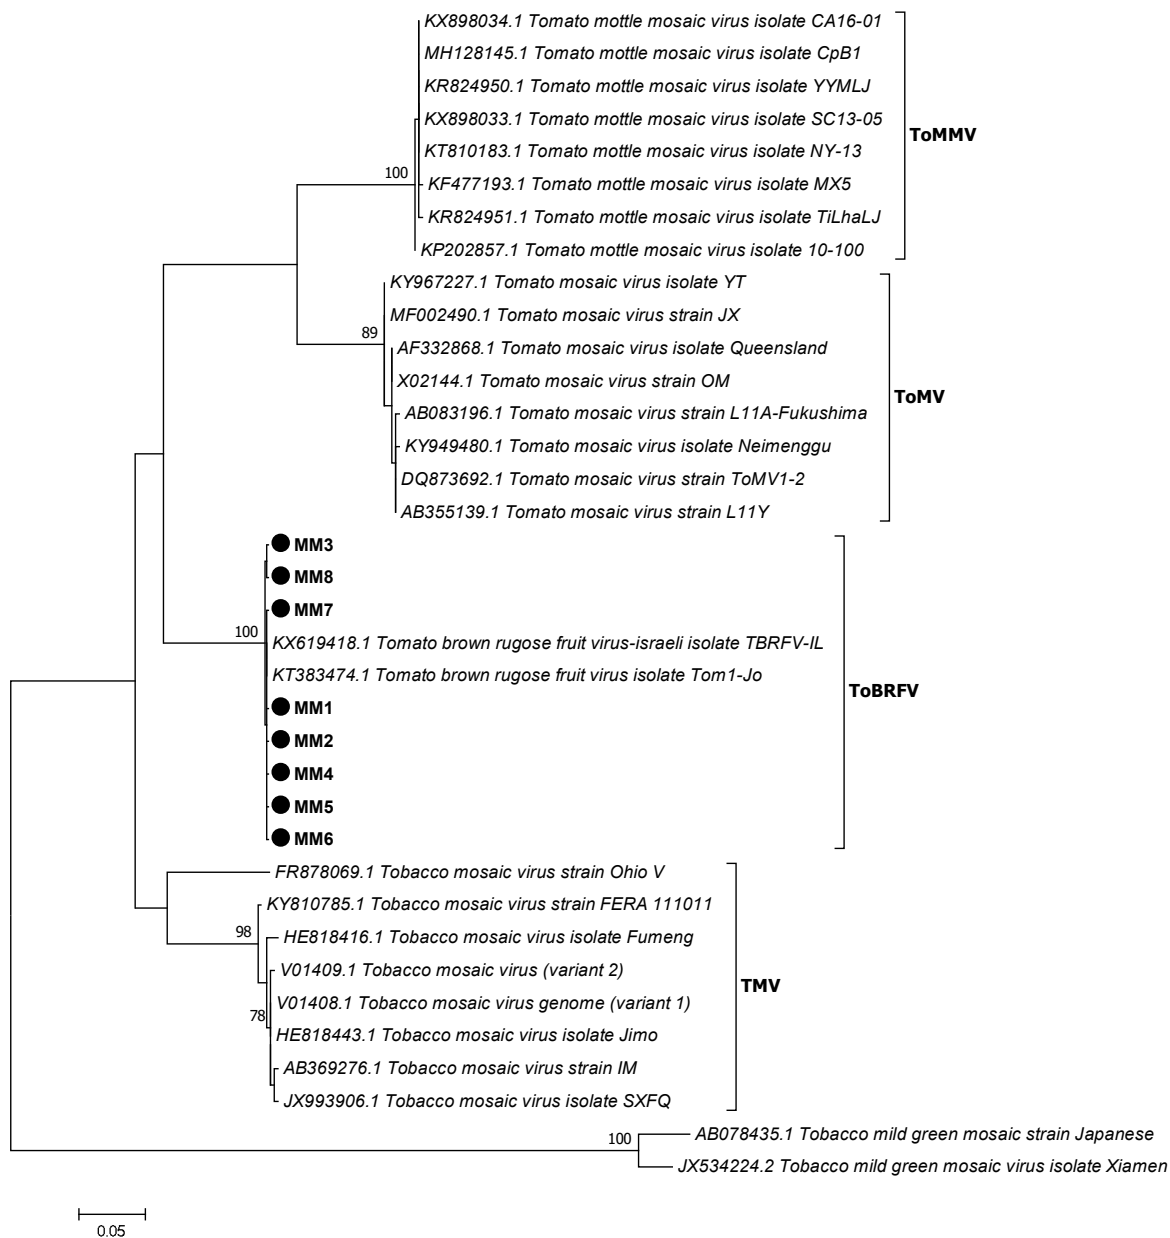 KX898034.1 Tomato mottle mosaic virus isolate CA16-01
MH128145.1 Tomato mottle mosaic virus isolate CpB1
KR824950.1 Tomato mottle mosaic virus isolate YYMLJ
KX898033.1 Tomato mottle mosaic virus isolate SC13-05
ToMMV
KT810183.1 Tomato mottle mosaic virus isolate NY-13
100
KF477193.1 Tomato mottle mosaic virus isolate MX5
KR824951.1 Tomato mottle mosaic virus isolate TiLhaLJ
KP202857.1 Tomato mottle mosaic virus isolate 10-100
KY967227.1 Tomato mosaic virus isolate YT
MF002490.1 Tomato mosaic virus strain JX
89
AF332868.1 Tomato mosaic virus isolate Queensland
X02144.1 Tomato mosaic virus strain OM
ToMV
AB083196.1 Tomato mosaic virus strain L11A-Fukushima
KY949480.1 Tomato mosaic virus isolate Neimenggu
DQ873692.1 Tomato mosaic virus strain ToMV1-2
AB355139.1 Tomato mosaic virus strain L11Y
MM3
MM8
MM7
100
KX619418.1 Tomato brown rugose fruit virus-israeli isolate TBRFV-IL
KT383474.1 Tomato brown rugose fruit virus isolate Tom1-Jo
ToBRFV
MM1
MM2
MM4
MM5
MM6
FR878069.1 Tobacco mosaic virus strain Ohio V
KY810785.1 Tobacco mosaic virus strain FERA 111011
98
HE818416.1 Tobacco mosaic virus isolate Fumeng
V01409.1 Tobacco mosaic virus (variant 2)
TMV
V01408.1 Tobacco mosaic virus genome (variant 1)
78
HE818443.1 Tobacco mosaic virus isolate Jimo
AB369276.1 Tobacco mosaic virus strain IM
JX993906.1 Tobacco mosaic virus isolate SXFQ
100
AB078435.1 Tobacco mild green mosaic strain Japanese
JX534224.2 Tobacco mild green mosaic virus isolate Xiamen
0.05